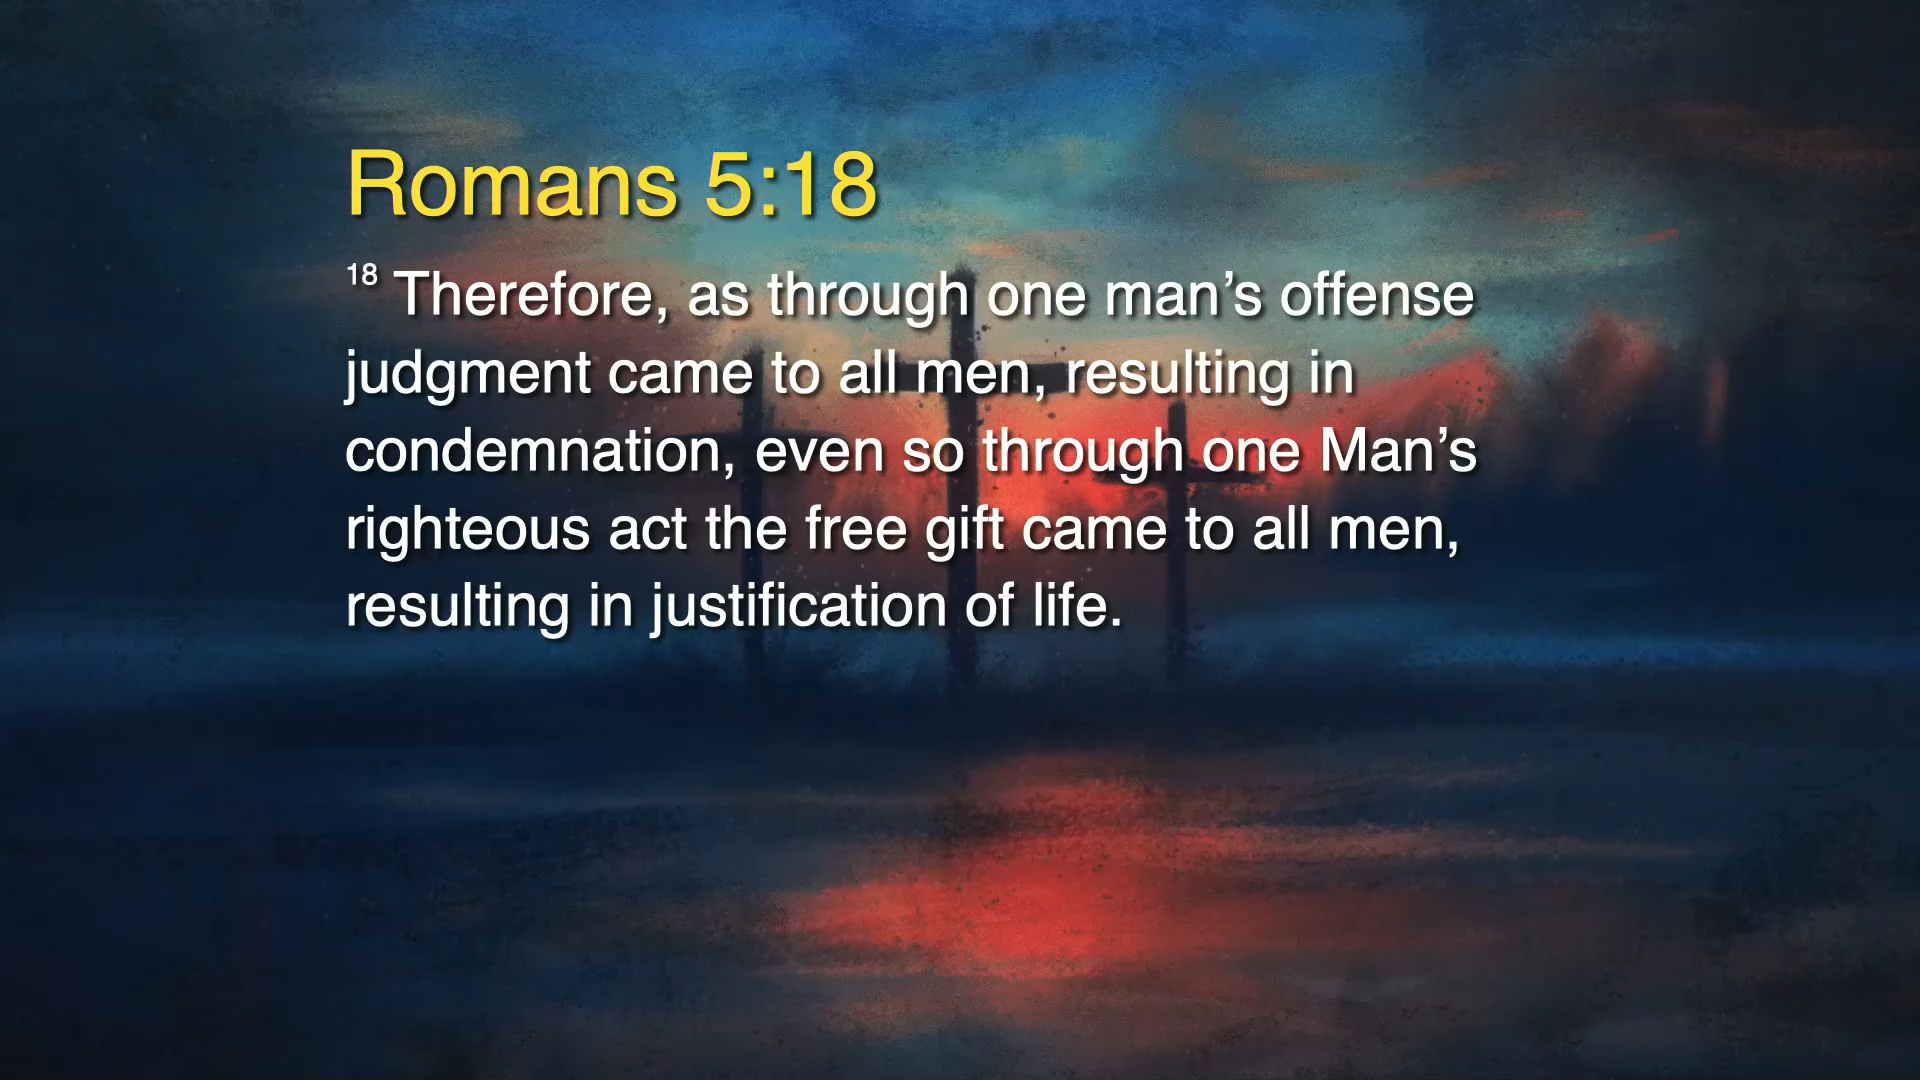 Romans 5:18
18 Therefore, as through one man’s offense
judgment came to all men, resulting in
condemnation, even so through one Man’s
righteous act the free gift came to all men,
resulting in justification of life.